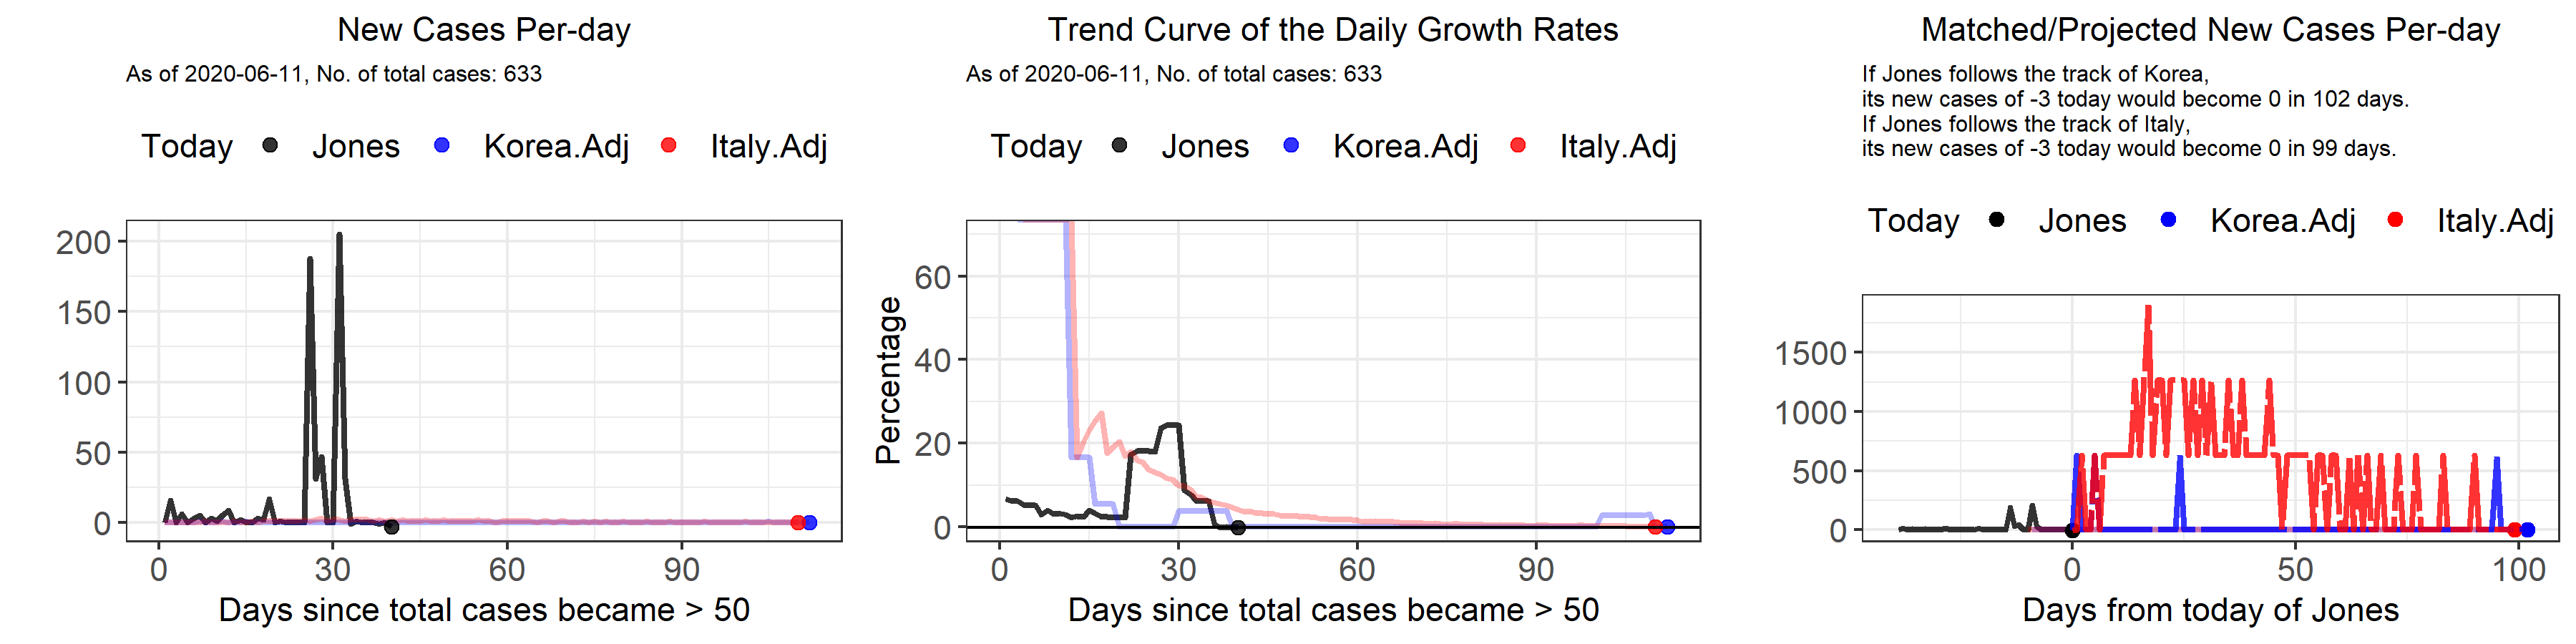 New Cases Per-day
As of 2020-06-11, No. of total cases: 633
Today Jones Korea.Adj Italy.Adj
200
150
100
50
0
0 30 60 90
Days since total cases became > 50
Trend Curve of the Daily Growth Rates
As of 2020-06-11, No. of total cases: 633
Today Jones Korea.Adj Italy.Adj
Percentage
60
40
20
0
0 30 60 90
Days since total cases became > 50
Matched/Projected New Cases Per-day
If Jones follows the track of Korea,
its new cases of -3 today would become 0 in 102 days.
If Jones follows the track of Italy,
its new cases of -3 today would become 0 in 99 days.
Today Jones Korea.Adj Italy.Adj
1500
1000
500
0
0 50 100
Days from today of Jones